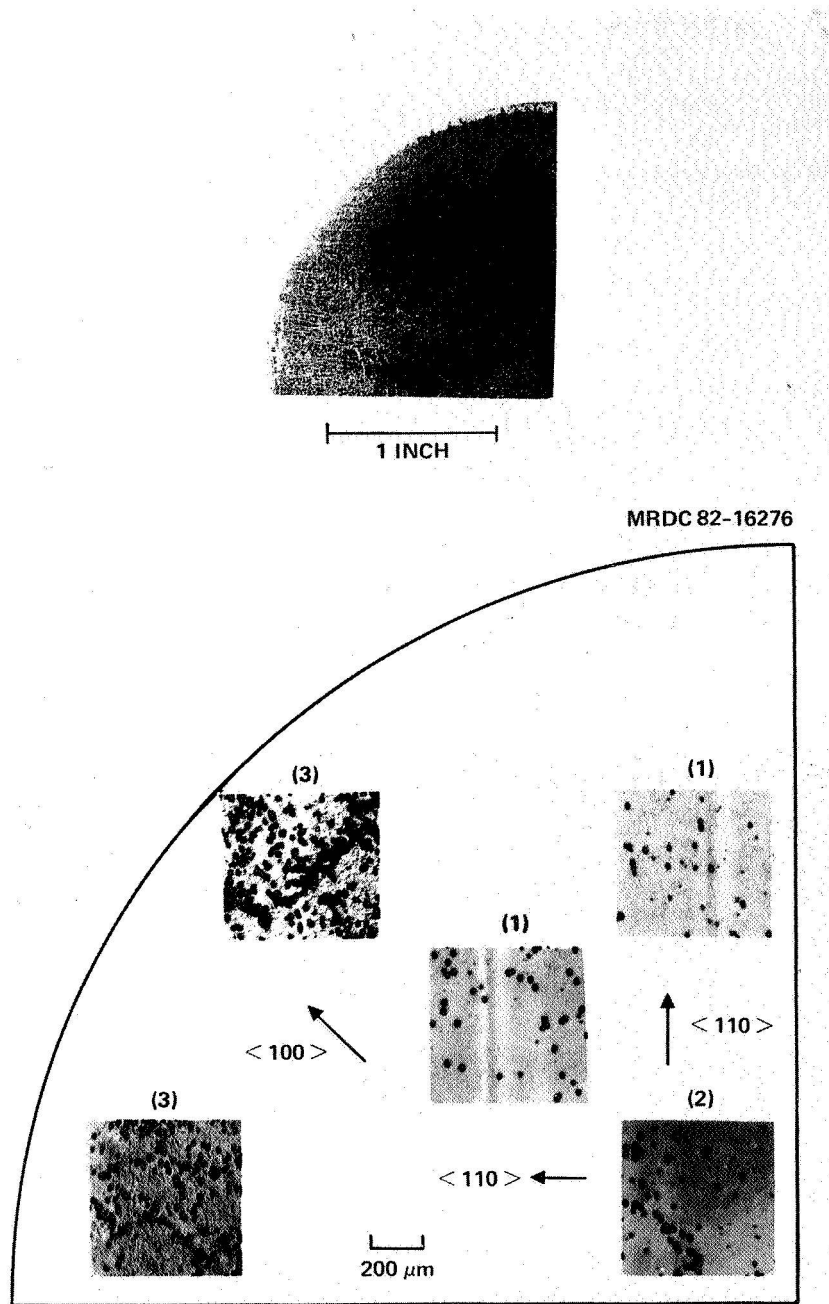 1 INCH
MRDC 82-16276
(3)
(1)
(1)
< 100 >
< 110 >
(3)
(2)
< 110 >
200 μm